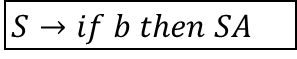 S → if b then SA